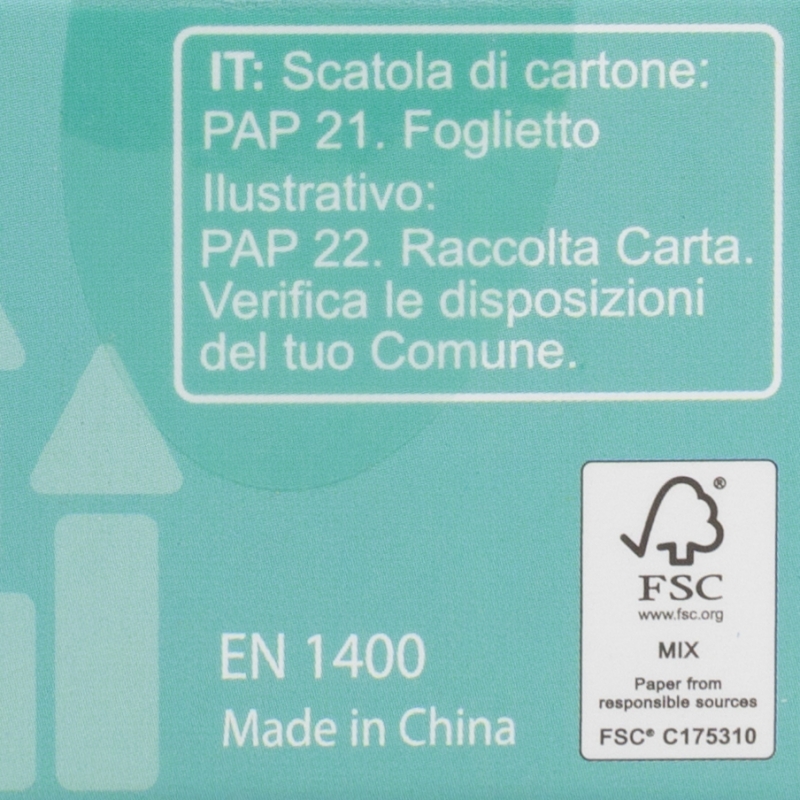 IT: Scatola di cartone:
PAP 21. Foglietto
Ilustrativo:
PAP 22. Raccolta Carta.
Verifica le disposizioni
del tuo Comune.
EN 1400
Made in China
®
FSC
www.fsc.org
MIX
Paper from
responsible sources
FSC® C175310